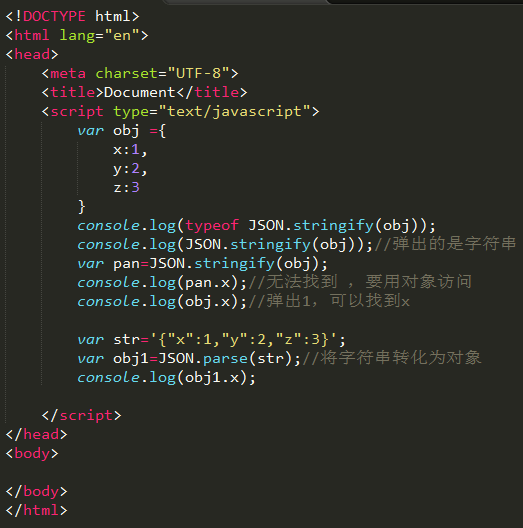 <!DOCTYPE html>
<html lang="en">
<head>
    <meta charset="UTF-8">
    <title>Document</title>
    <script type="text/javascript">
        var obj ={
            x:1,
            y:2,
            z:3
        }
        console.log(typeof JSON.stringify(obj));
        console.log(JSON.stringify(obj));//弹出的是字符串
        var pan=JSON.stringify(obj);
        console.log(pan.x);//无法找到 ，要用对象访问
        console.log(obj.x);//弹出1，可以找到x

        var str='{"x":1,"y":2,"z":3}';
        var obj1=JSON.parse(str);//将字符串转化为对象
        console.log(obj1.x);

    </script>
</head>
<body>

</body>
</html>